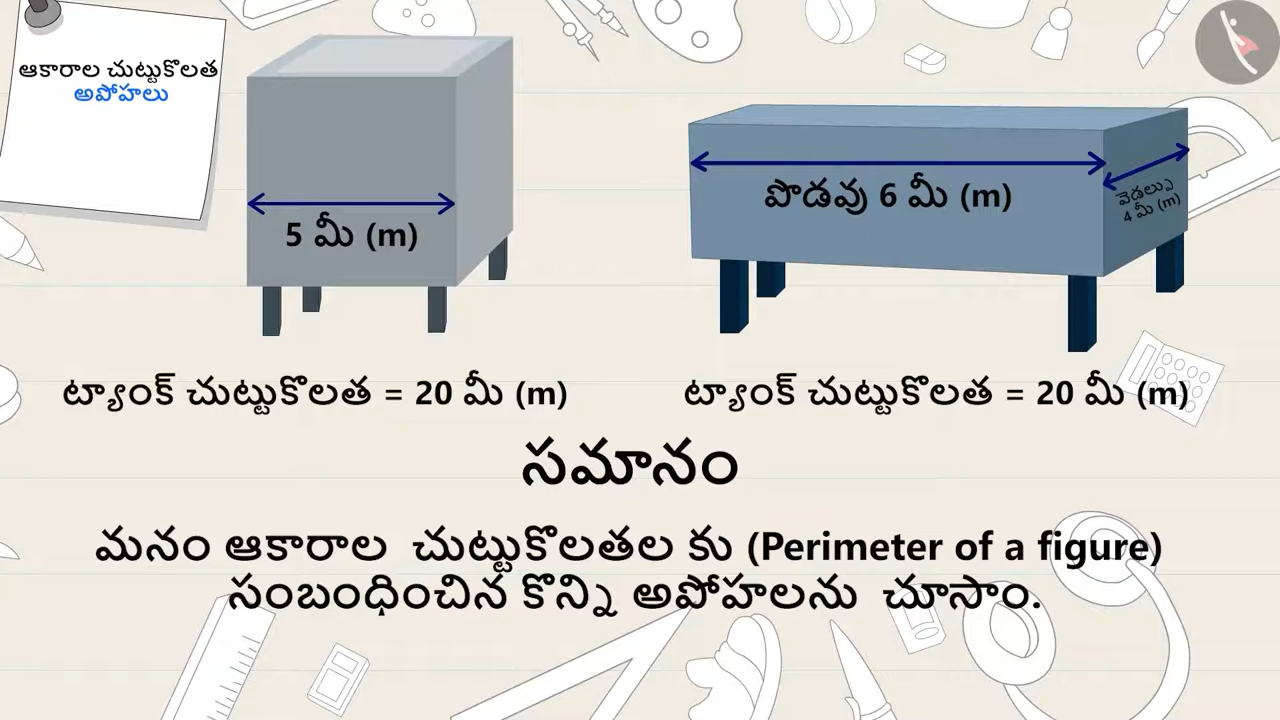 ఆకారాల చుట్టుకొలత
అపోహలు
5 మీ (m)
పొడవు 6 మీ (m)
వెడల్పు
4 మీ (m)
ట్యాంక్ చుట్టుకొలత = 20 మీ (m)
ట్యాంక్ చుట్టుకొలత = 20 మీ (m)
సమానం
మనం ఆకారాల చుట్టుకొలతల కు (Perimeter of a figure)
సంబంధించిన కొన్ని అపోహలను చూసాం.